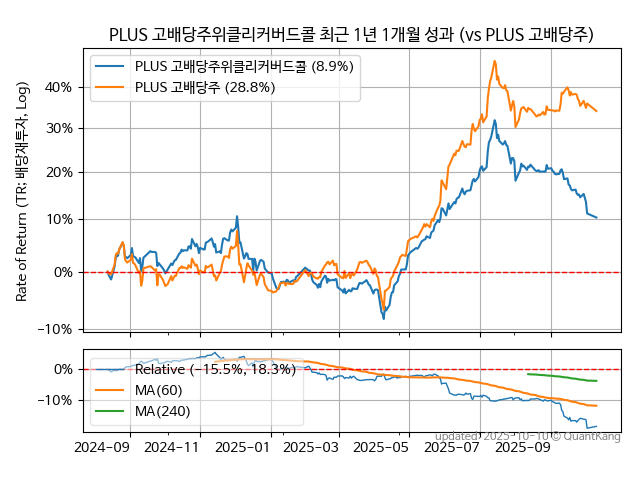 PLUS 고배당주위클리커버드콜 최근 1년 1개월 성과 (vs PLUS 고배당주)
Rate of Return (TR: 배당재투자, Log)
PLUS 고배당주위클리커버드콜 (8.9%)
PLUS 고배당주 (28.8%)
40%
30%
20%
10%
0%
−10%
Relative (−15.5%, 18.3%)
MA(60)
MA(240)
0%
−10%
2024−09 2024−11 2025−01 2025−03 2025−05 2025−07 2025−09
updated: 2025-10-10 © QuantKang